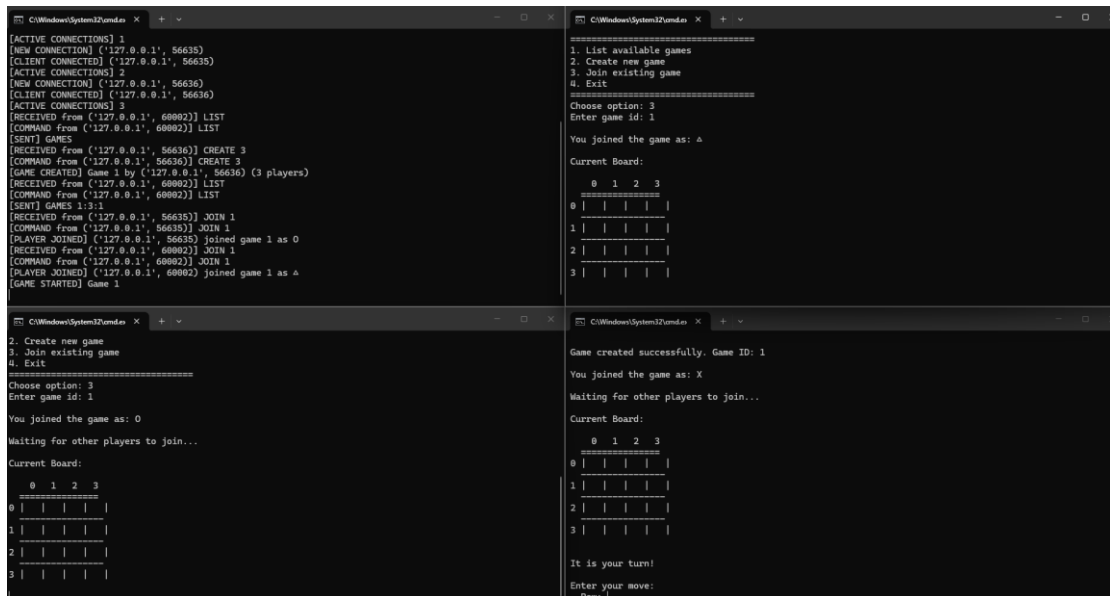 C:\Windows\System32\cmd.e
[ACTIVE CONNECTIONS] 1
[NEW CONNECTION] ('127.0.0.1', 56635)
[CLIENT CONNECTED] ('127.0.0.1', 56635)
[ACTIVE CONNECTIONS] 2
[NEW CONNECTION] ('127.0.0.1', 56636)
[CLIENT CONNECTED] ('127.0.0.1', 56636)
[ACTIVE CONNECTIONS] 3
[RECEIVED from ('127.0.0.1', 60002)] LIST
[COMMAND from ('127.0.0.1', 60002)] LIST
[SENT] GAMES
[RECEIVED from ('127.0.0.1', 56636)] CREATE 3
[COMMAND from ('127.0.0.1', 56636)] CREATE 3
[GAME CREATED] Game 1 by ('127.0.0.1', 56636) (3 players)
[RECEIVED from ('127.0.0.1', 60002)] LIST
[COMMAND from ('127.0.0.1', 60002)] LIST
[SENT] GAMES 1:3:1
[RECEIVED from ('127.0.0.1', 56635)] JOIN 1
[COMMAND from ('127.0.0.1', 56635)] JOIN 1
[PLAYER JOINED] ('127.0.0.1', 56635) joined game 1 as O
[RECEIVED from ('127.0.0.1', 60002)] JOIN 1
[COMMAND from ('127.0.0.1', 60002)] JOIN 1
[PLAYER JOINED] ('127.0.0.1', 60002) joined game 1 as △
[GAME STARTED] Game 1
C:\Windows\System32\cmd.e
===================================
1. List available games
2. Create new game
3. Join existing game
4. Exit
===================================
Choose option: 3
Enter game id: 1
You joined the game as: △
Current Board:
0 1 2 3
===============
0 | | | | |
----------------
1 | | | | |
----------------
2 | | | | |
----------------
3 | | | | |
C:\Windows\System32\cmd.e
2. Create new game
3. Join existing game
4. Exit
===================================
Choose option: 3
Enter game id: 1
You joined the game as: O
Waiting for other players to join...
Current Board:
0 1 2 3
===============
0 | | | | |
----------------
1 | | | | |
----------------
2 | | | | |
----------------
3 | | | | |
C:\Windows\System32\cmd.e
Game created successfully. Game ID: 1
You joined the game as: X
Waiting for other players to join...
Current Board:
0 1 2 3
===============
0 | | | | |
----------------
1 | | | | |
----------------
2 | | | | |
----------------
3 | | | | |
It is your turn!
Enter your move: